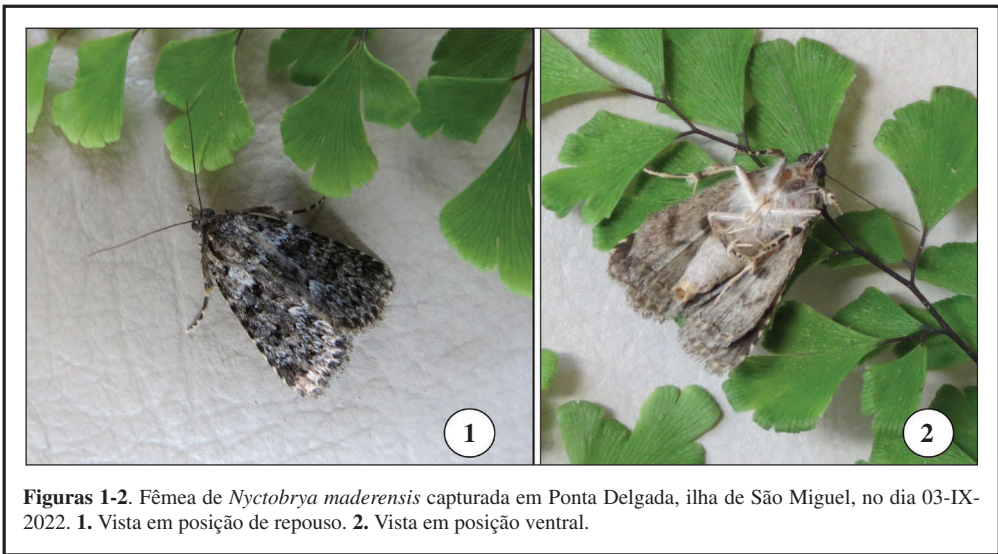 1
2
Figuras 1-2. Fêmea de Nyctobrya maderensis capturada em Ponta Delgada, ilha de São Miguel, no dia 03-IX-
2022. 1. Vista em posição de repouso. 2. Vista em posição ventral.